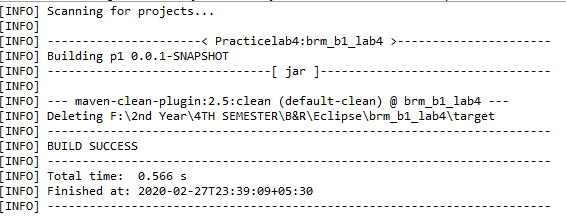 [INFO] Scanning for projects...
[INFO]
[INFO] ----------------------< Practicelab4:brm_b1_lab4 >----------------------
[INFO] Building p1 0.0.1-SNAPSHOT
[INFO] --------------------------------[ jar ]---------------------------------
[INFO]
[INFO] --- maven-clean-plugin:2.5:clean (default-clean) @ brm_b1_lab4 ---
[INFO] Deleting F:\2nd Year\4TH SEMESTER\B&R\Eclipse\brm_b1_lab4\target
[INFO] ------------------------------------------------------------------------
[INFO] BUILD SUCCESS
[INFO] ------------------------------------------------------------------------
[INFO] Total time:  0.566 s
[INFO] Finished at: 2020-02-27T23:39:09+05:30
[INFO] ------------------------------------------------------------------------